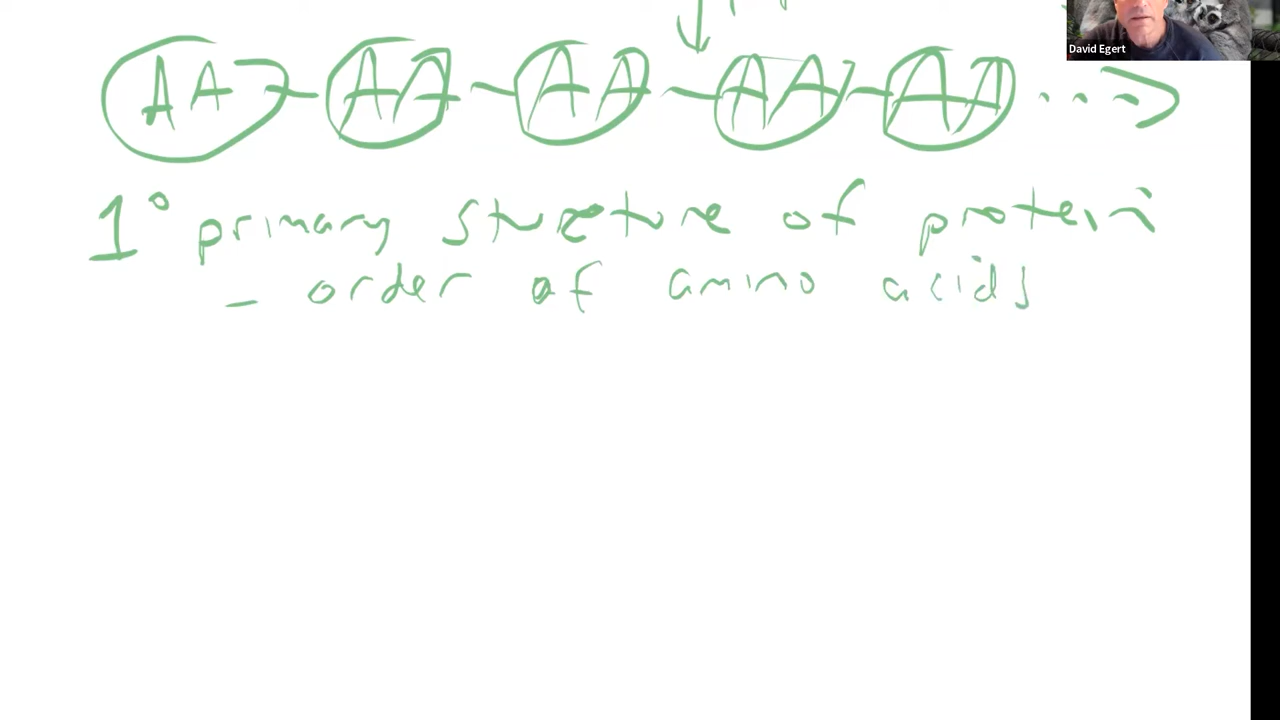 David Egert
AA - AA - AA - AA - AA ...
1° primary structure of protein
- order of amino acids